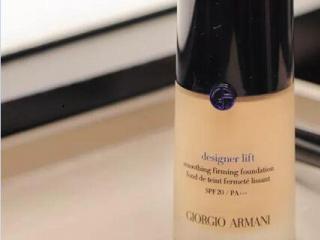 designer lift
smoothing firming foundation
fond de teint fermeté lissant
SPF 20 / PA+++
GIORGIO ARMANI